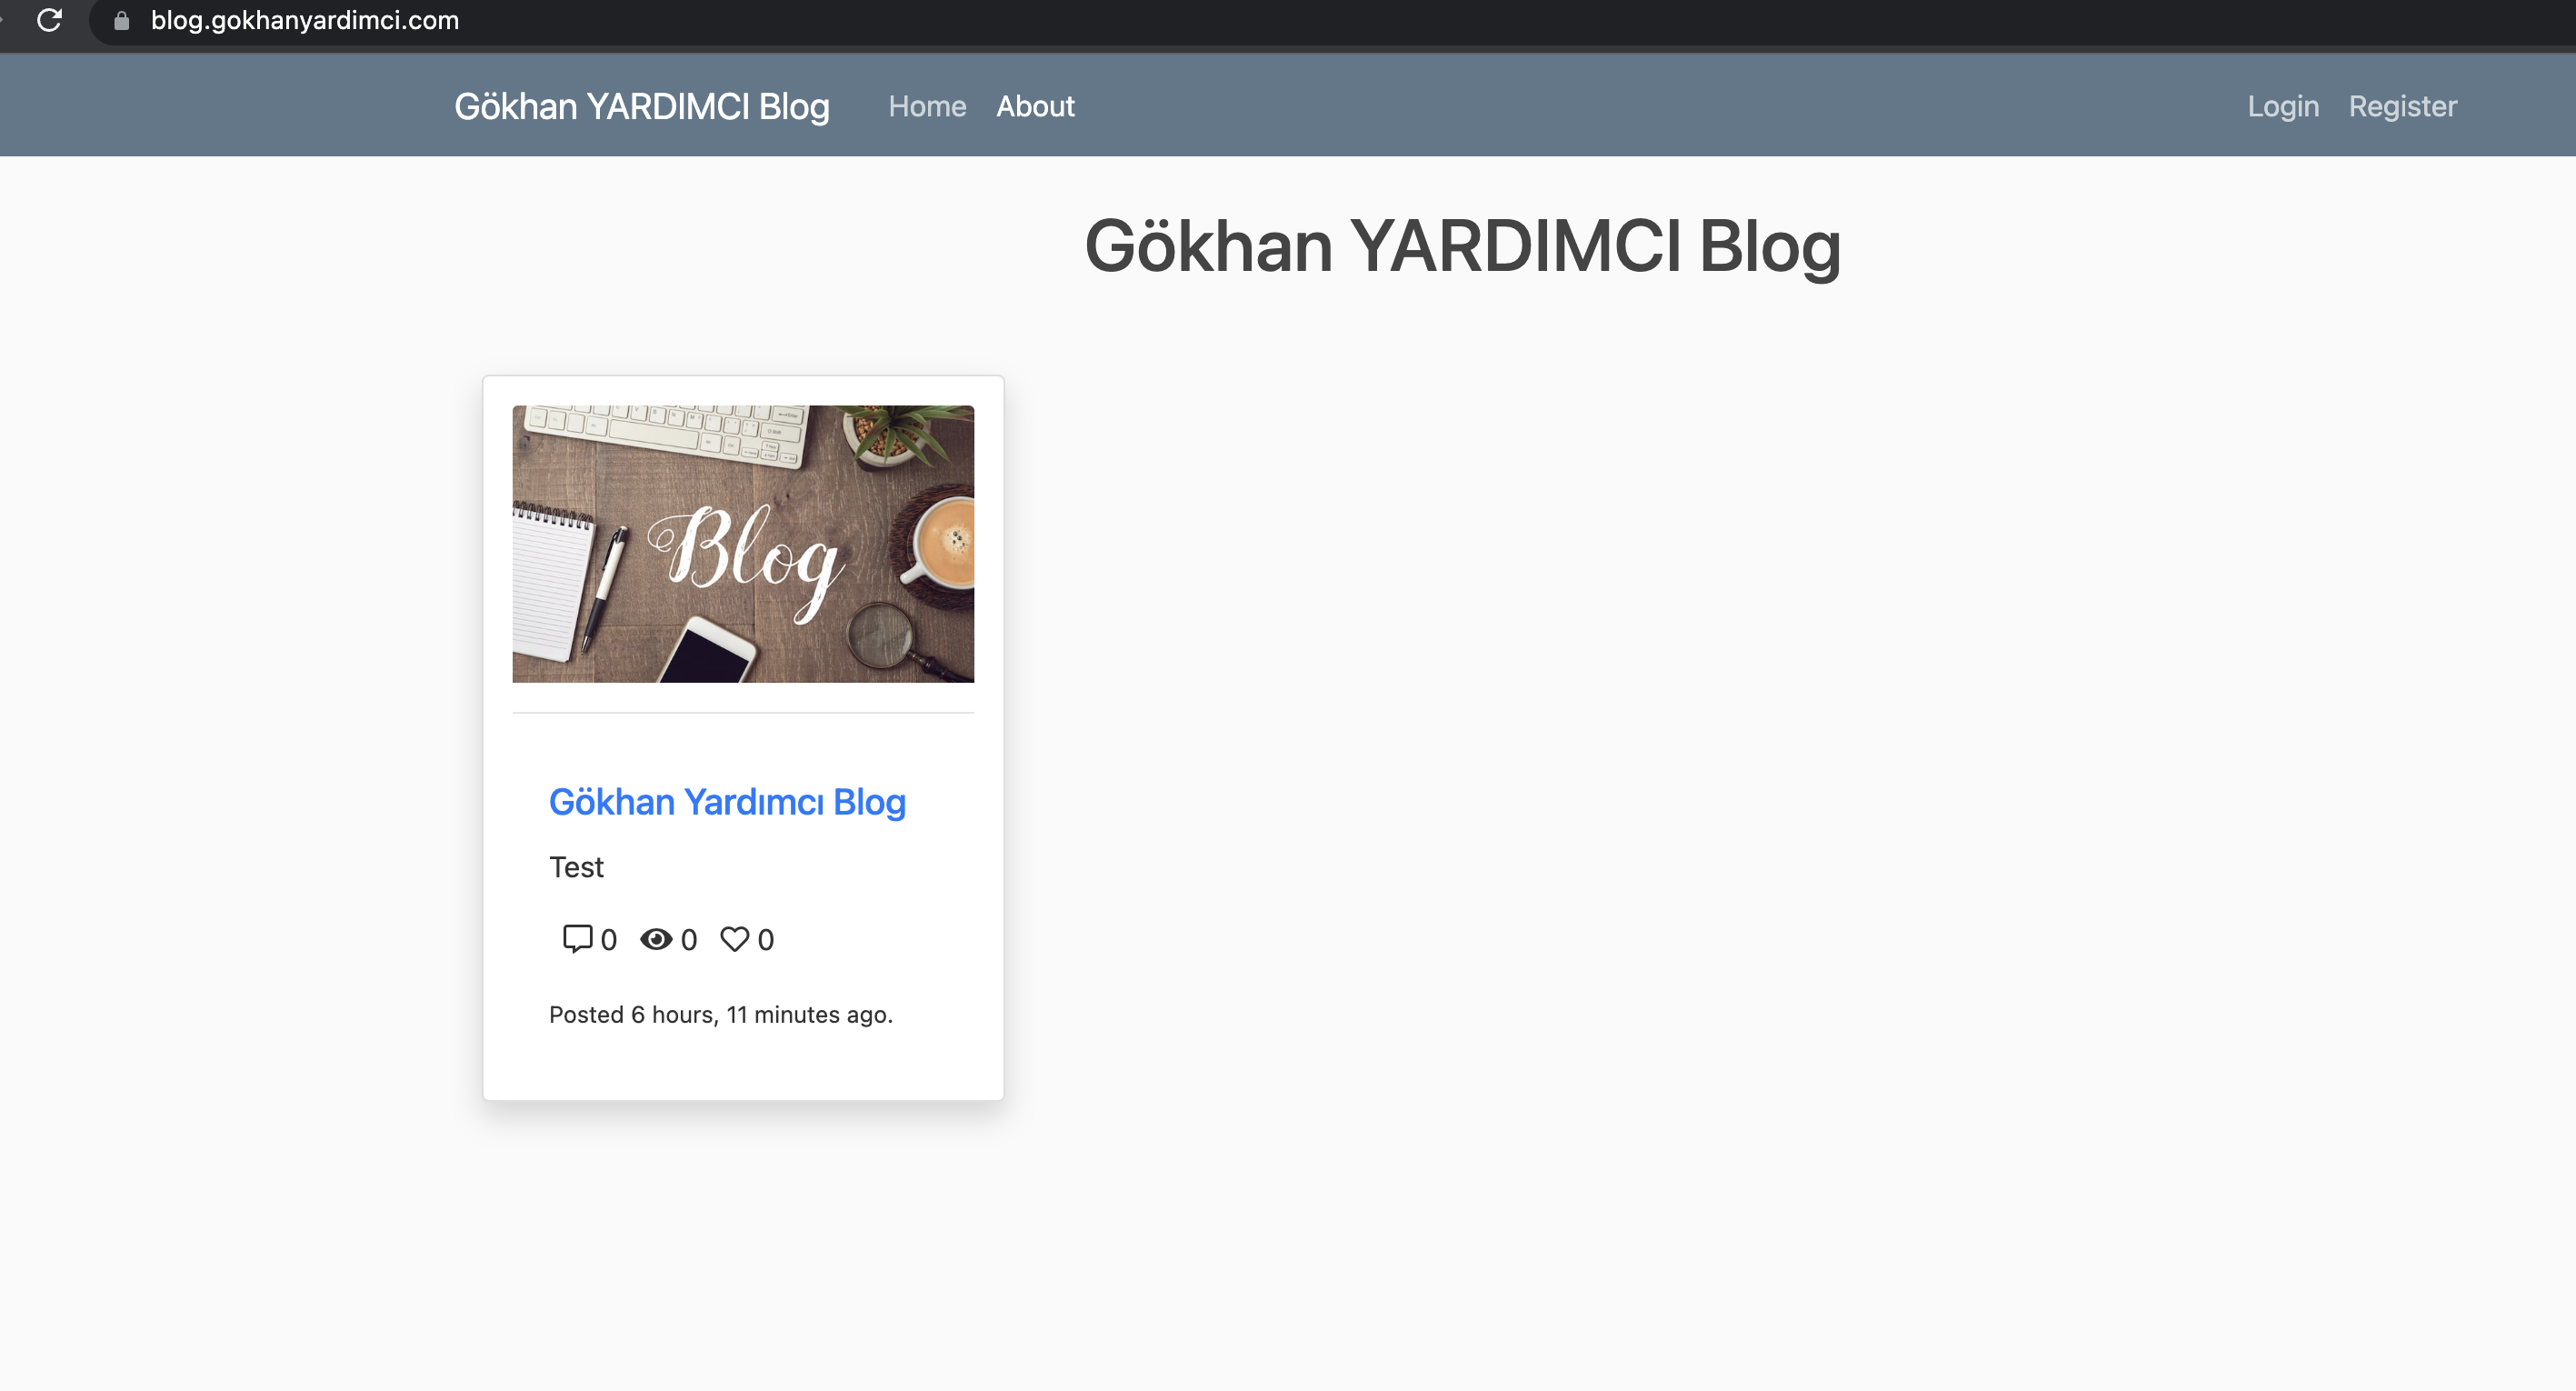 blog.gokhanyardimci.com
Gökhan YARDIMCI Blog Home About Login Register
Gökhan YARDIMCI Blog
Blog
Gökhan Yardımcı Blog
Test
0 0 0
Posted 6 hours, 11 minutes ago.